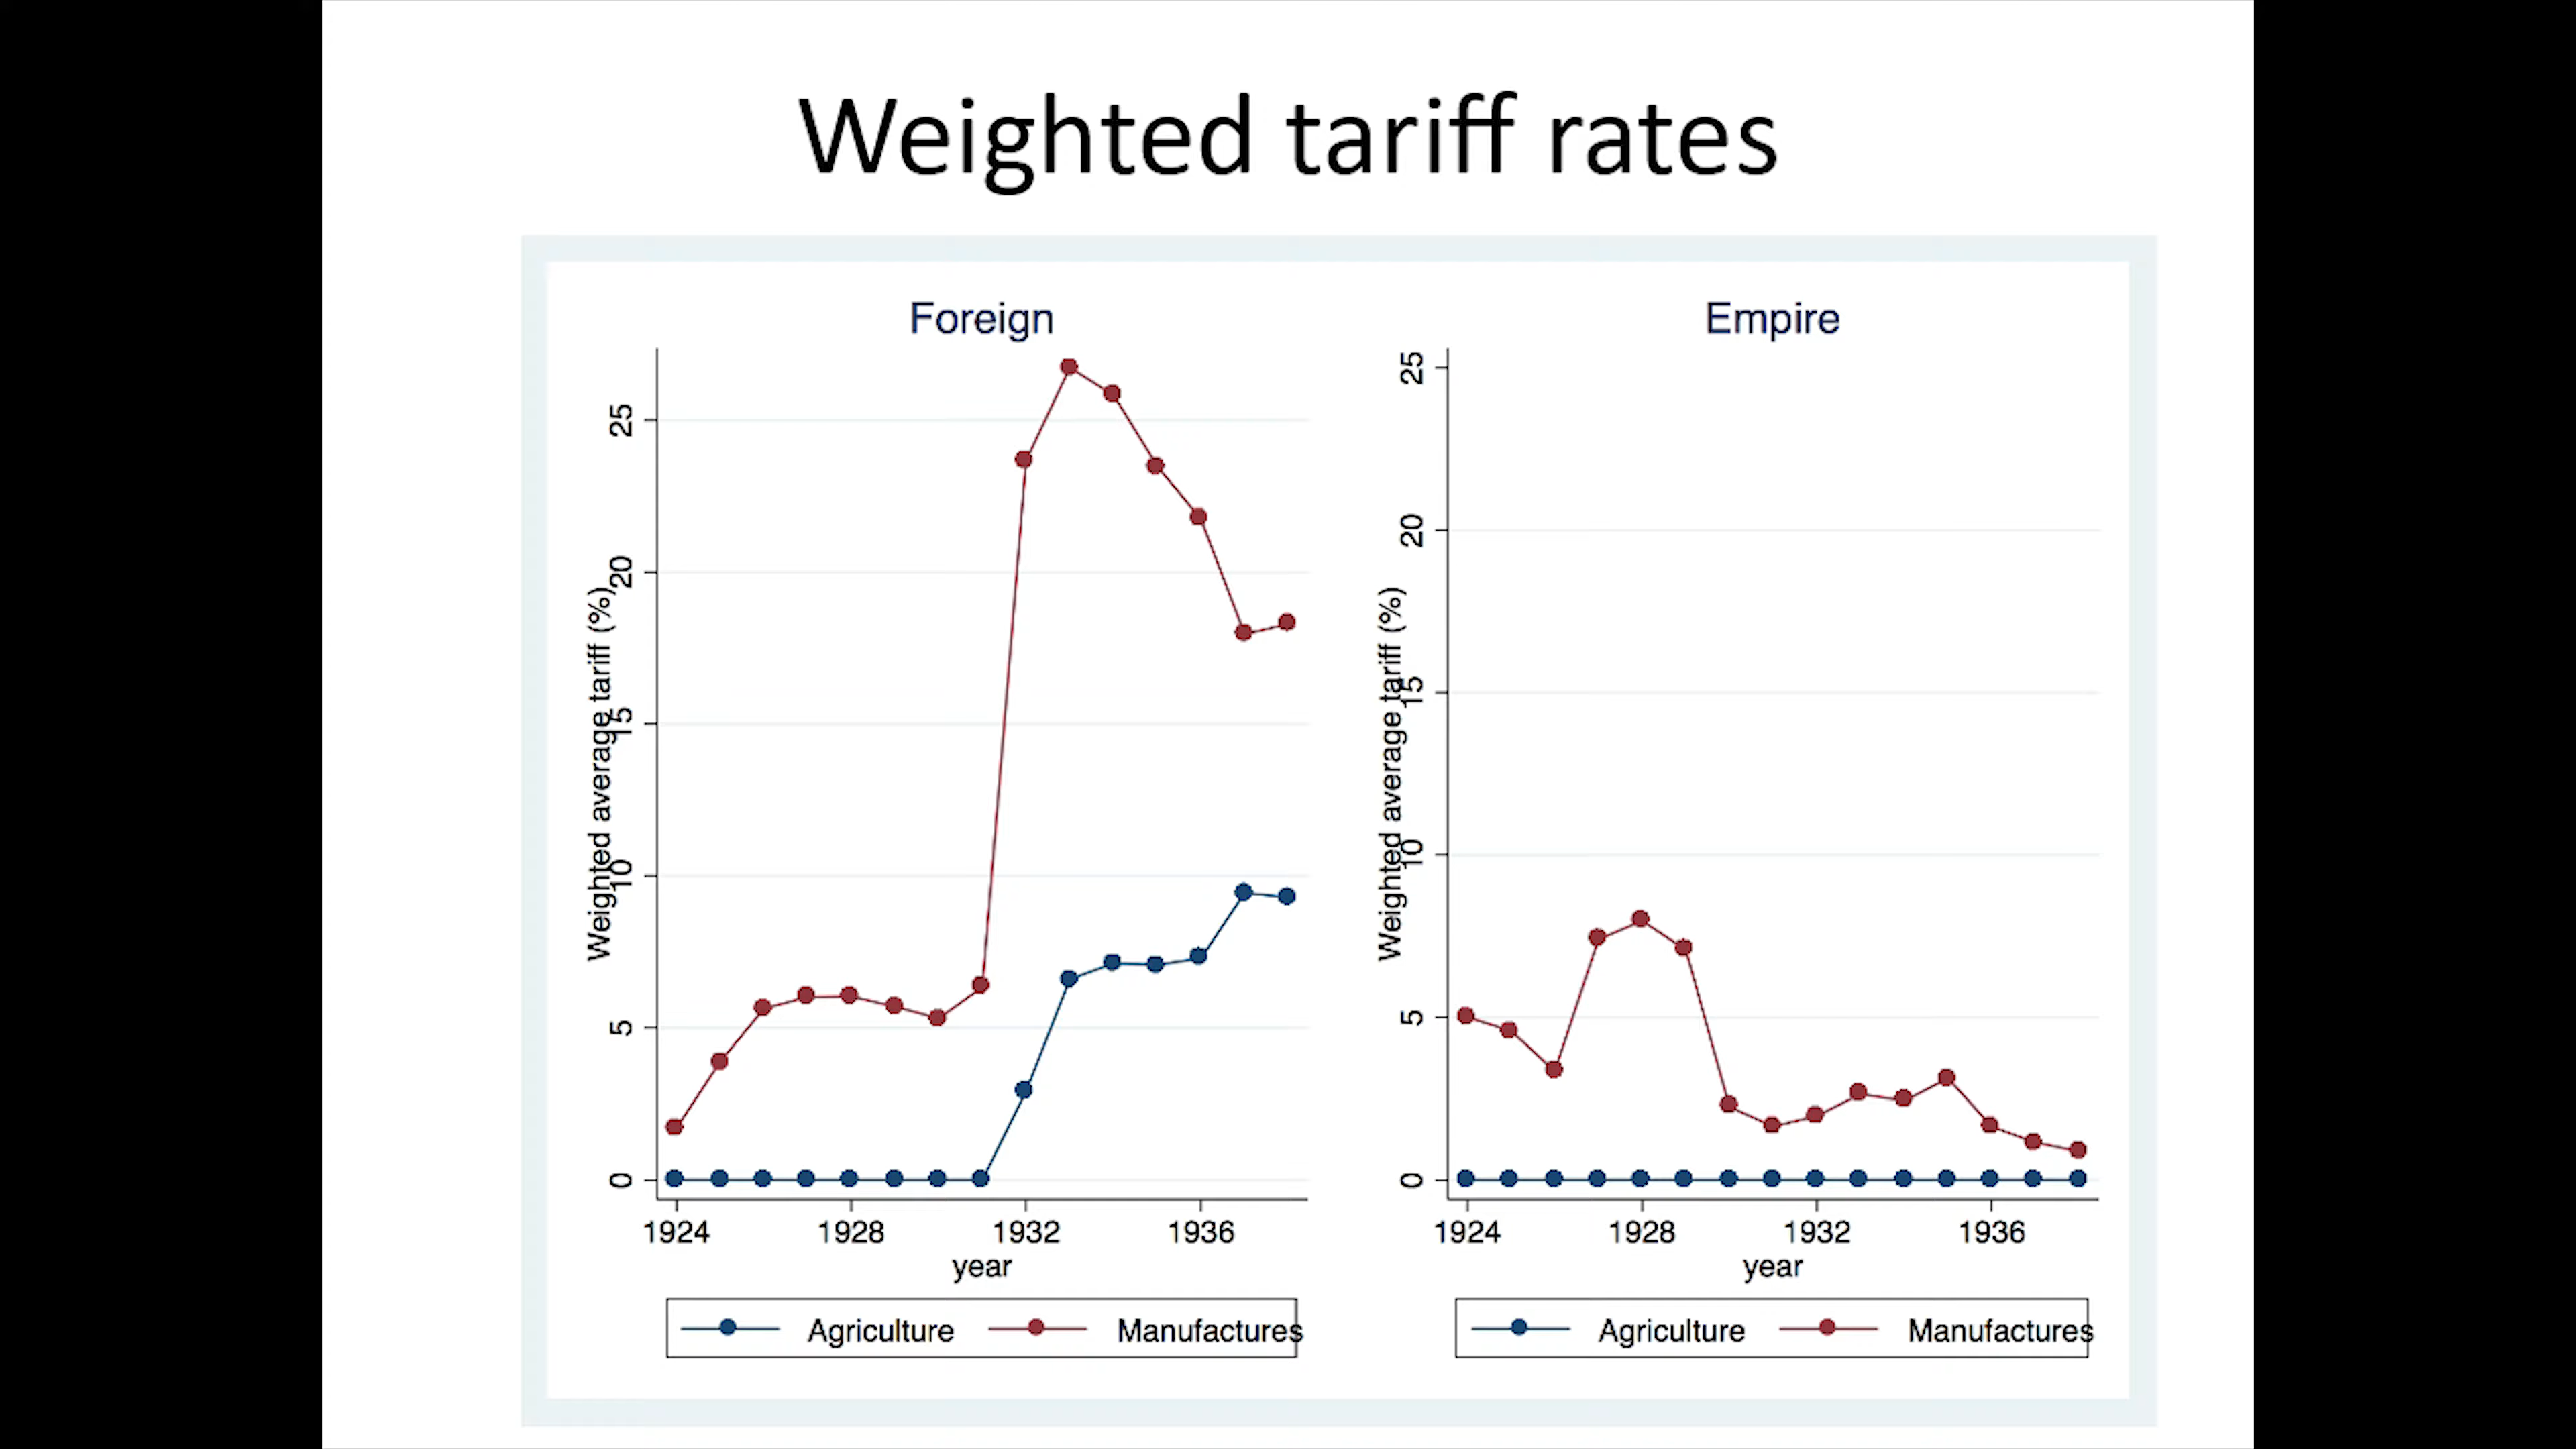 Weighted tariff rates
Foreign
Weighted average tariff (%)
25
20
15
10
5
0
1924 1928 1932 1936
year
Agriculture Manufactures
Empire
Weighted average tariff (%)
25
20
15
10
5
0
1924 1928 1932 1936
year
Agriculture Manufactures